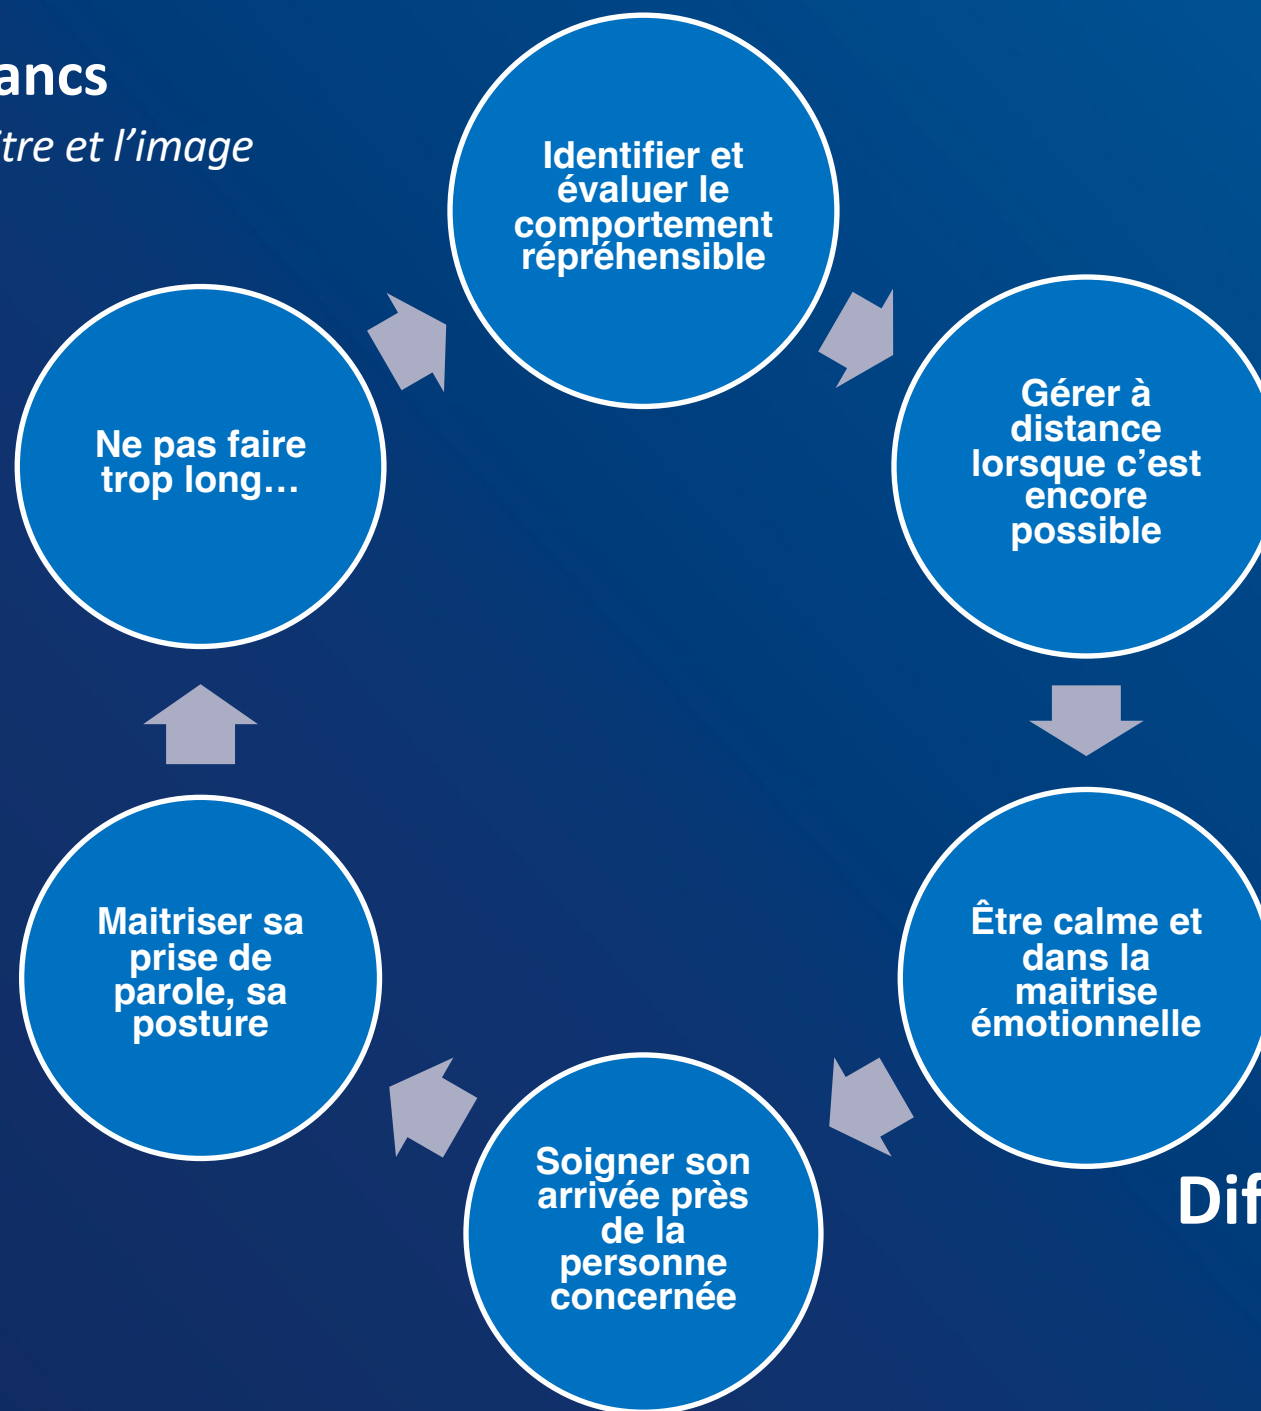 ancs
tre et l’image
Identifier et
évaluer le
comportement
répréhensible
Gérer à
distance
lorsque c’est
encore
possible
Être calme et
dans la
maitrise
émotionnelle
Soigner son
arrivée près
de la
personne
concernée
Maitriser sa
prise de
parole, sa
posture
Ne pas faire
trop long…
Dif